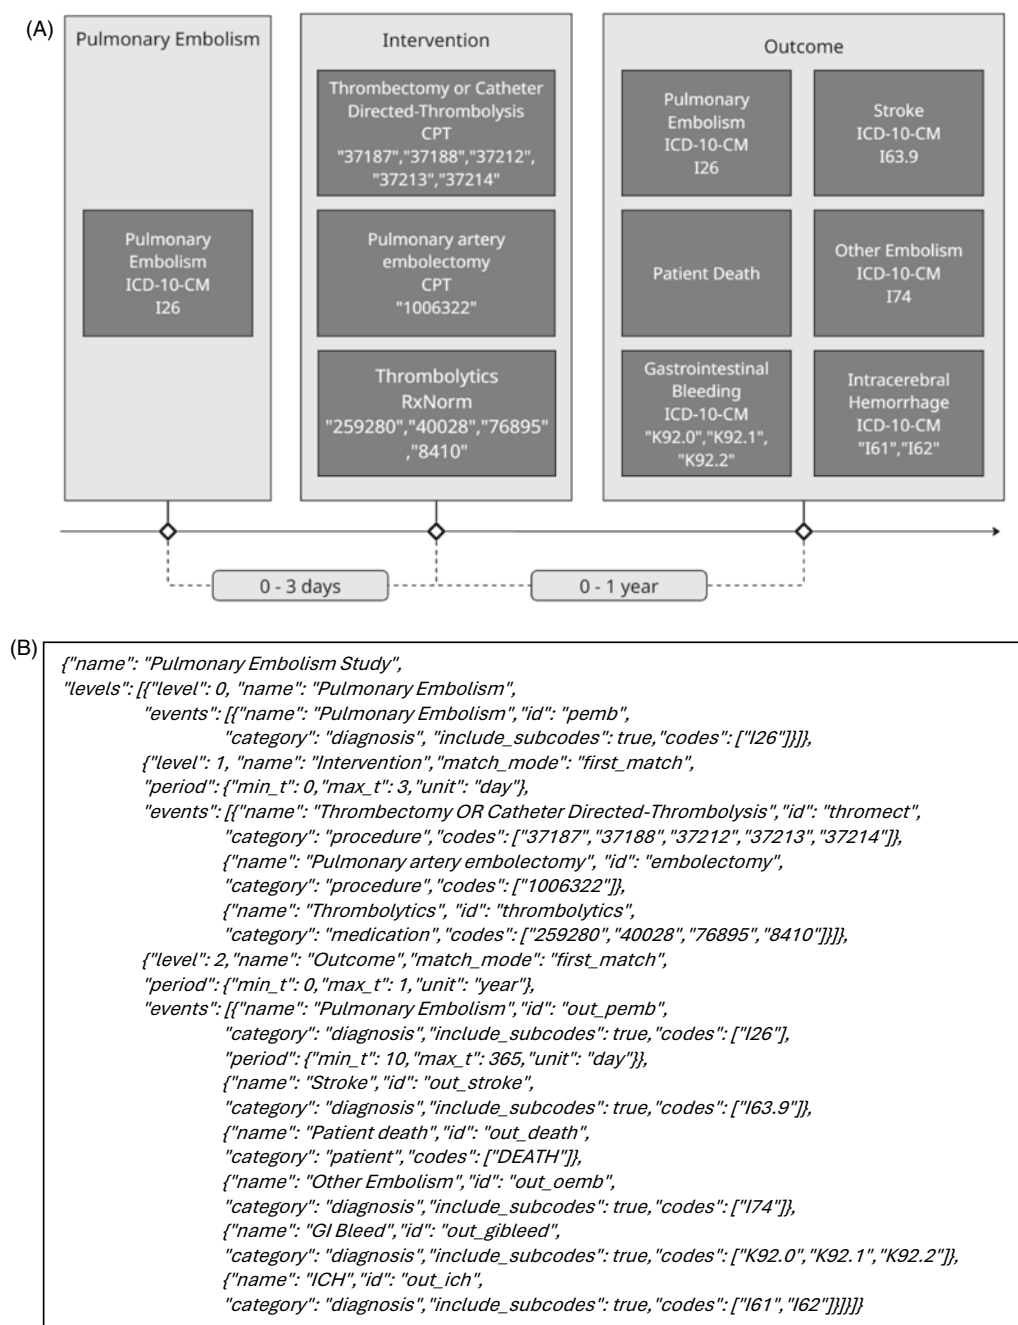 (A)
Pulmonary Embolism
Pulmonary
Embolism
ICD-10-CM
I26
Intervention
Thrombectomy or Catheter
Directed-Thrombolysis
CPT
"37187","37188","37212",
"37213","37214"
Pulmonary artery
embolectomy
CPT
"1006322"
Thrombolytics
RxNorm
"259280","40028","76895"
,"8410"
Outcome
Pulmonary
Embolism
ICD-10-CM
I26
Stroke
ICD-10-CM
I63.9
Patient Death
Other Embolism
ICD-10-CM
I74
Gastrointestinal
Bleeding
ICD-10-CM
"K92.0","K92.1",
"K92.2"
Intracerebral
Hemorrhage
ICD-10-CM
"I61","I62"
0 - 3 days
0 - 1 year
(B)
{"name": "Pulmonary Embolism Study",
"levels": [{"level": 0, "name": "Pulmonary Embolism",
"events": [{"name": "Pulmonary Embolism","id": "pemb",
"category": "diagnosis", "include_subcodes": true,"codes": ["I26"]}]},
{"level": 1, "name": "Intervention","match_mode": "first_match",
"period": {"min_t": 0,"max_t": 3,"unit": "day"},
"events": [{"name": "Thrombectomy OR Catheter Directed-Thrombolysis","id": "thromect",
"category": "procedure","codes": ["37187","37188","37212","37213","37214"]},
{"name": "Pulmonary artery embolectomy", "id": "embolectomy",
"category": "procedure","codes": ["1006322"]},
{"name": "Thrombolytics", "id": "thrombolytics",
"category": "medication","codes": ["259280","40028","76895","8410"]}]},
{"level": 2,"name": "Outcome","match_mode": "first_match",
"period": {"min_t": 0,"max_t": 1,"unit": "year"},
"events": [{"name": "Pulmonary Embolism","id": "out_pemb",
"category": "diagnosis","include_subcodes": true,"codes": ["I26"],
"period": {"min_t": 10,"max_t": 365,"unit": "day"}},
{"name": "Stroke","id": "out_stroke",
"category": "diagnosis","include_subcodes": true,"codes": ["I63.9"]},
{"name": "Patient death","id": "out_death",
"category": "patient","codes": ["DEATH"]},
{"name": "Other Embolism","id": "out_oemb",
"category": "diagnosis","include_subcodes": true,"codes": ["I74"]},
{"name": "GI Bleed","id": "out_gibleed",
"category": "diagnosis","include_subcodes": true,"codes": ["K92.0","K92.1","K92.2"]},
{"name": "ICH","id": "out_ich",
"category": "diagnosis","include_subcodes": true,"codes": ["I61","I62"]}]}]}